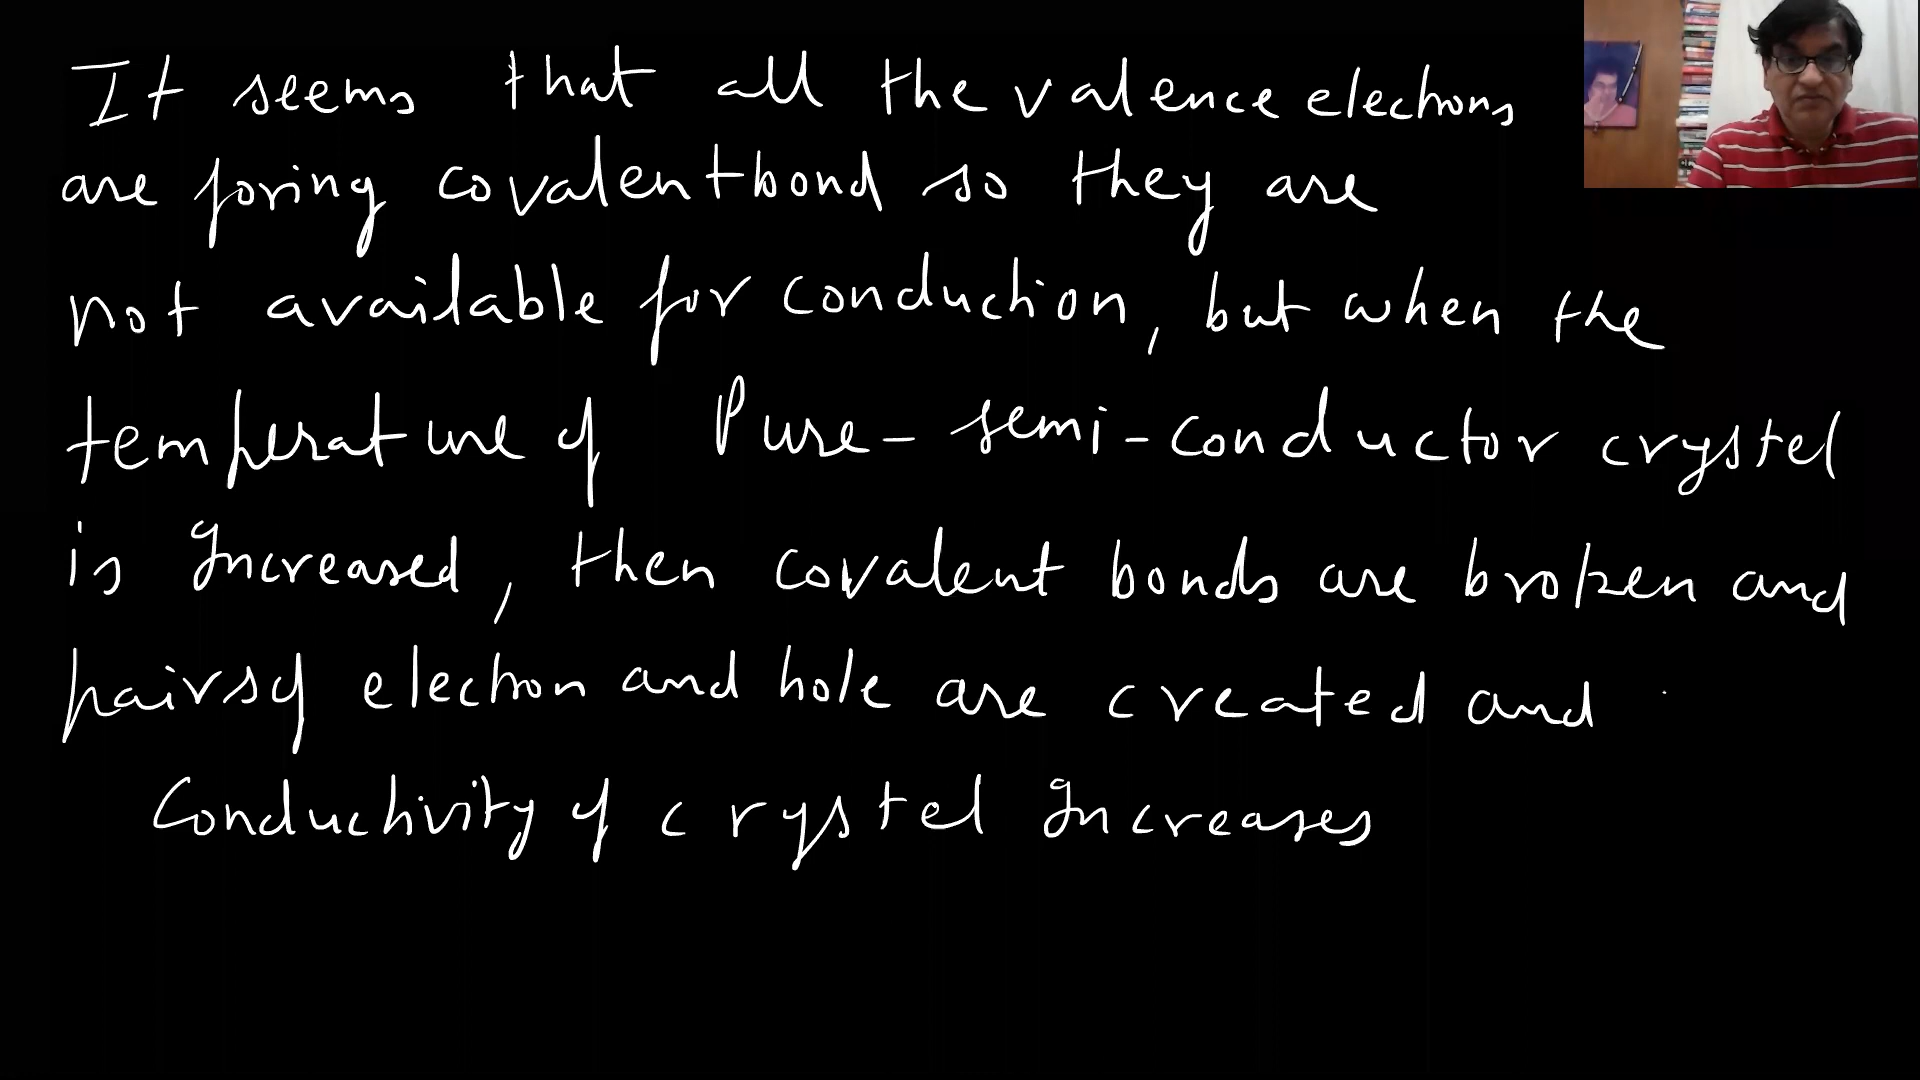 It seems that all the valence electrons
are foring covalent bond so they are
not available for conduction, but when the
temperature of Pure-semi-conductor crystel
is Increased, then covalent bonds are broken and
pairs of electron and hole are created and
Conductivity of crystel Increases